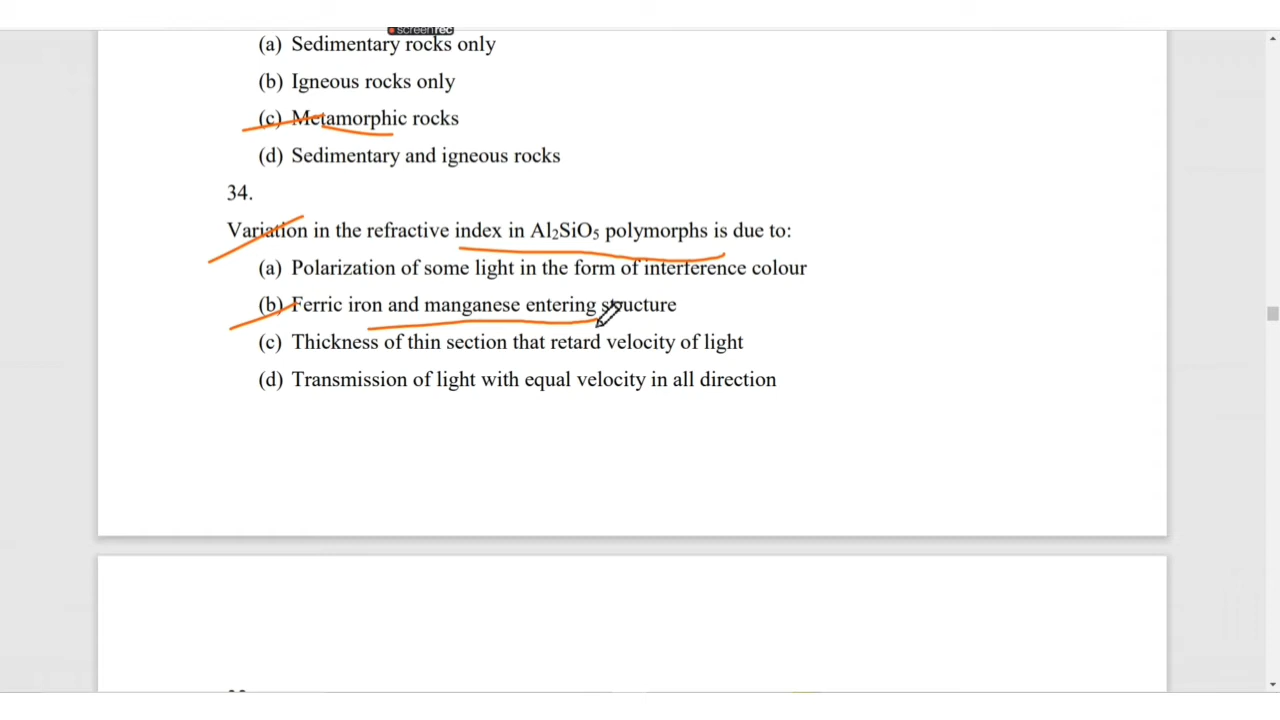 screenrec
(a) Sedimentary rocks only
(b) Igneous rocks only
(c) Metamorphic rocks
(d) Sedimentary and igneous rocks
34.
Variation in the refractive index in Al₂SiO₅ polymorphs is due to:
(a) Polarization of some light in the form of interference colour
(b) Ferric iron and manganese entering structure
(c) Thickness of thin section that retard velocity of light
(d) Transmission of light with equal velocity in all direction